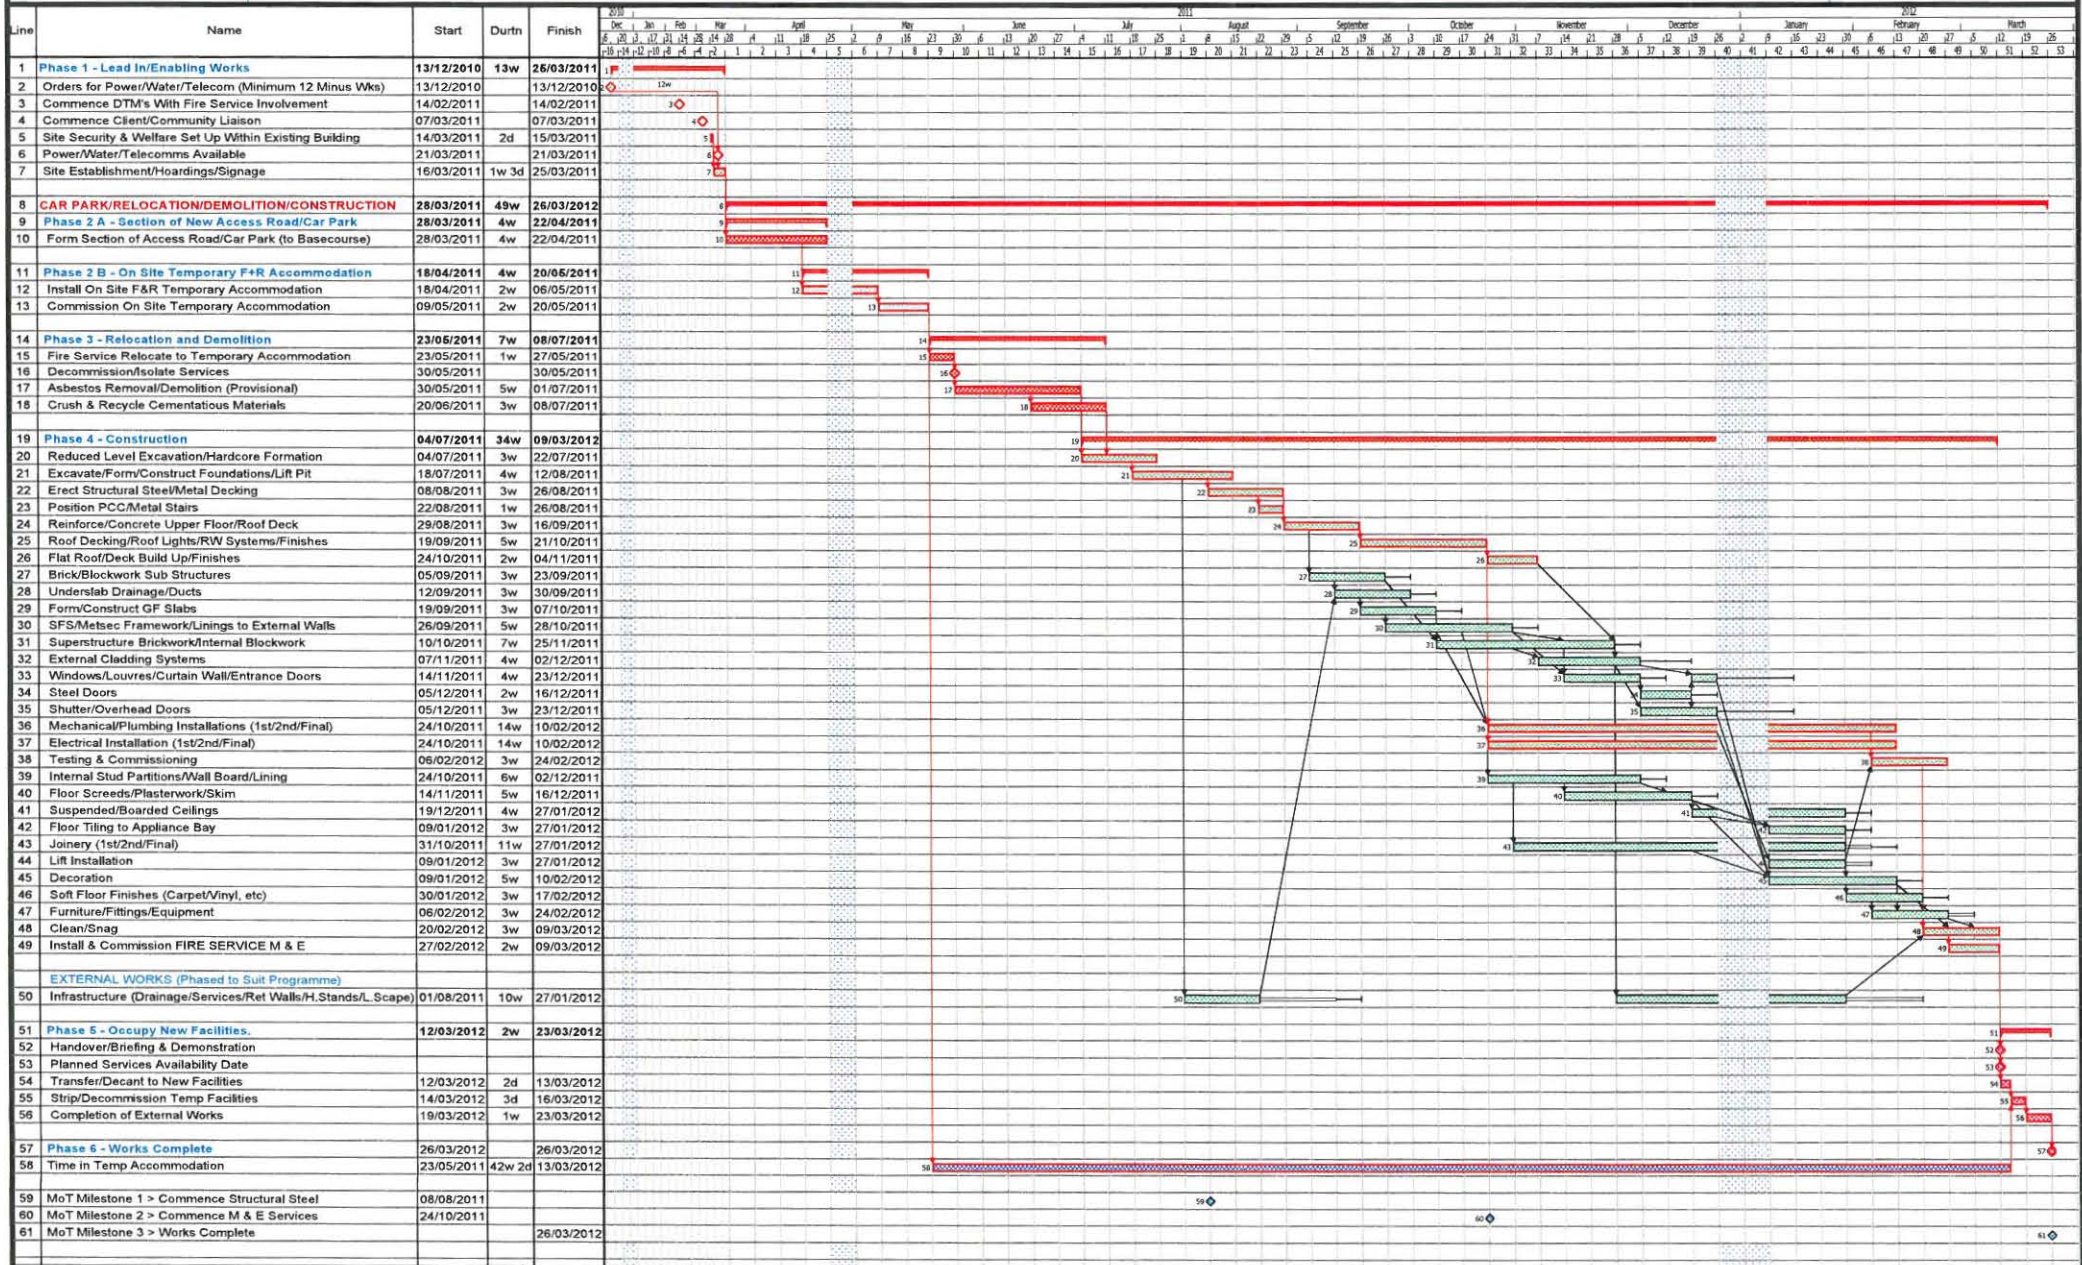 2010 2011 2012
Dec Jan Feb Mar April May June July August September October November December January February March
Line Name Start Durtn Finish
1 Phase 1 - Lead In/Enabling Works 13/12/2010 13w 25/03/2011
2 Orders for Power/Water/Telecom (Minimum 12 Minus Wks) 13/12/2010 13/12/2010 12w
3 Commence DTM's With Fire Service Involvement 14/02/2011 14/02/2011
4 Commence Client/Community Liaison 07/03/2011 07/03/2011
5 Site Security & Welfare Set Up Within Existing Building 14/03/2011 2d 15/03/2011
6 Power/Water/Telecomms Available 21/03/2011 21/03/2011
7 Site Establishment/Hoardings/Signage 16/03/2011 1w 3d 25/03/2011
8 CAR PARK/RELOCATION/DEMOLITION/CONSTRUCTION 28/03/2011 49w 26/03/2012
9 Phase 2 A - Section of New Access Road/Car Park 28/03/2011 4w 22/04/2011
10 Form Section of Access Road/Car Park (to Basecourse) 28/03/2011 4w 22/04/2011
11 Phase 2 B - On Site Temporary F+R Accommodation 18/04/2011 4w 20/05/2011
12 Install On Site F&R Temporary Accommodation 18/04/2011 2w 06/05/2011
13 Commission On Site Temporary Accommodation 09/05/2011 2w 20/05/2011
14 Phase 3 - Relocation and Demolition 23/05/2011 7w 08/07/2011
15 Fire Service Relocate to Temporary Accommodation 23/05/2011 1w 27/05/2011
16 Decommission/Isolate Services 30/05/2011 30/05/2011
17 Asbestos Removal/Demolition (Provisional) 30/05/2011 5w 01/07/2011
18 Crush & Recycle Cementatious Materials 20/06/2011 3w 08/07/2011
19 Phase 4 - Construction 04/07/2011 34w 09/03/2012
20 Reduced Level Excavation/Hardcore Formation 04/07/2011 3w 22/07/2011
21 Excavate/Form/Construct Foundations/Lift Pit 18/07/2011 4w 12/08/2011
22 Erect Structural Steel/Metal Decking 08/08/2011 3w 26/08/2011
23 Position PCC/Metal Stairs 22/08/2011 1w 26/08/2011
24 Reinforce/Concrete Upper Floor/Roof Deck 29/08/2011 3w 16/09/2011
25 Roof Decking/Roof Lights/RW Systems/Finishes 19/09/2011 5w 21/10/2011
26 Flat Roof/Deck Build Up/Finishes 24/10/2011 2w 04/11/2011
27 Brick/Blockwork Sub Structures 05/09/2011 3w 23/09/2011
28 Underslab Drainage/Ducts 12/09/2011 3w 30/09/2011
29 Form/Construct GF Slabs 19/09/2011 3w 07/10/2011
30 SFS/Metsec Framework/Linings to External Walls 26/09/2011 5w 28/10/2011
31 Superstructure Brickwork/Internal Blockwork 10/10/2011 7w 25/11/2011
32 External Cladding Systems 07/11/2011 4w 02/12/2011
33 Windows/Louvres/Curtain Wall/Entrance Doors 14/11/2011 4w 23/12/2011
34 Steel Doors 05/12/2011 2w 16/12/2011
35 Shutter/Overhead Doors 05/12/2011 3w 23/12/2011
36 Mechanical/Plumbing Installations (1st/2nd/Final) 24/10/2011 14w 10/02/2012
37 Electrical Installation (1st/2nd/Final) 24/10/2011 14w 10/02/2012
38 Testing & Commissioning 06/02/2012 3w 24/02/2012
39 Internal Stud Partitions/Wall Board/Lining 24/10/2011 6w 02/12/2011
40 Floor Screeds/Plasterwork/Skim 14/11/2011 5w 16/12/2011
41 Suspended/Boarded Ceilings 19/12/2011 4w 27/01/2012
42 Floor Tiling to Appliance Bay 09/01/2012 3w 27/01/2012
43 Joinery (1st/2nd/Final) 31/10/2011 11w 27/01/2012
44 Lift Installation 09/01/2012 3w 27/01/2012
45 Decoration 09/01/2012 5w 10/02/2012
46 Soft Floor Finishes (Carpet/Vinyl, etc) 30/01/2012 3w 17/02/2012
47 Furniture/Fittings/Equipment 06/02/2012 3w 24/02/2012
48 Clean/Snag 20/02/2012 3w 09/03/2012
49 Install & Commission FIRE SERVICE M & E 27/02/2012 2w 09/03/2012
EXTERNAL WORKS (Phased to Suit Programme)
50 Infrastructure (Drainage/Services/Ret Walls/H.Stands/L.Scape) 01/08/2011 10w 27/01/2012
51 Phase 5 - Occupy New Facilities. 12/03/2012 2w 23/03/2012
52 Handover/Briefing & Demonstration
53 Planned Services Availability Date
54 Transfer/Decant to New Facilities 12/03/2012 2d 13/03/2012
55 Strip/Decommission Temp Facilities 14/03/2012 3d 16/03/2012
56 Completion of External Works 19/03/2012 1w 23/03/2012
57 Phase 6 - Works Complete 26/03/2012 26/03/2012
58 Time in Temp Accommodation 23/05/2011 42w 2d 13/03/2012
59 MoT Milestone 1 > Commence Structural Steel 08/08/2011
60 MoT Milestone 2 > Commence M & E Services 24/10/2011
61 MoT Milestone 3 > Works Complete 26/03/2012